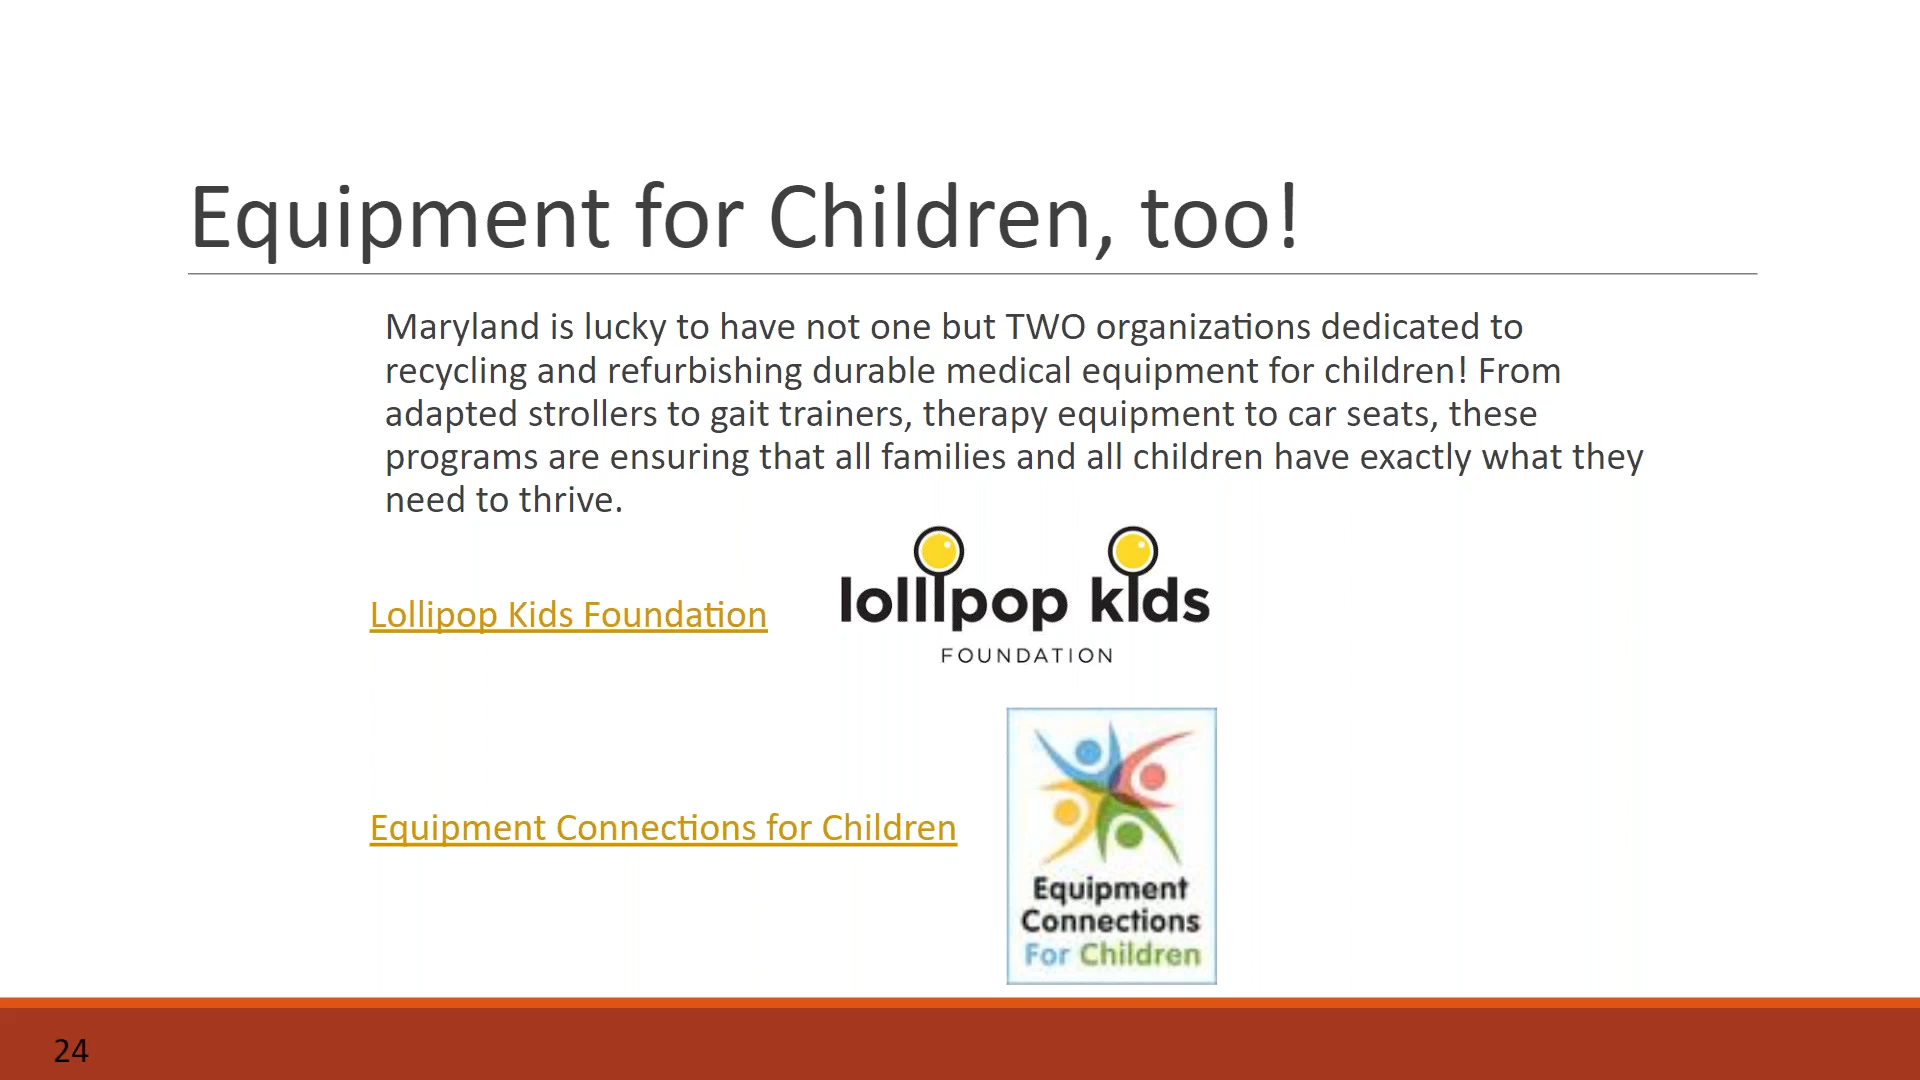 Equipment for Children, too!
Maryland is lucky to have not one but TWO organizations dedicated to
recycling and refurbishing durable medical equipment for children! From
adapted strollers to gait trainers, therapy equipment to car seats, these
programs are ensuring that all families and all children have exactly what they
need to thrive.
Lollipop Kids Foundation
lollipop kids
FOUNDATION
Equipment Connections for Children
Equipment
Connections
For Children
24